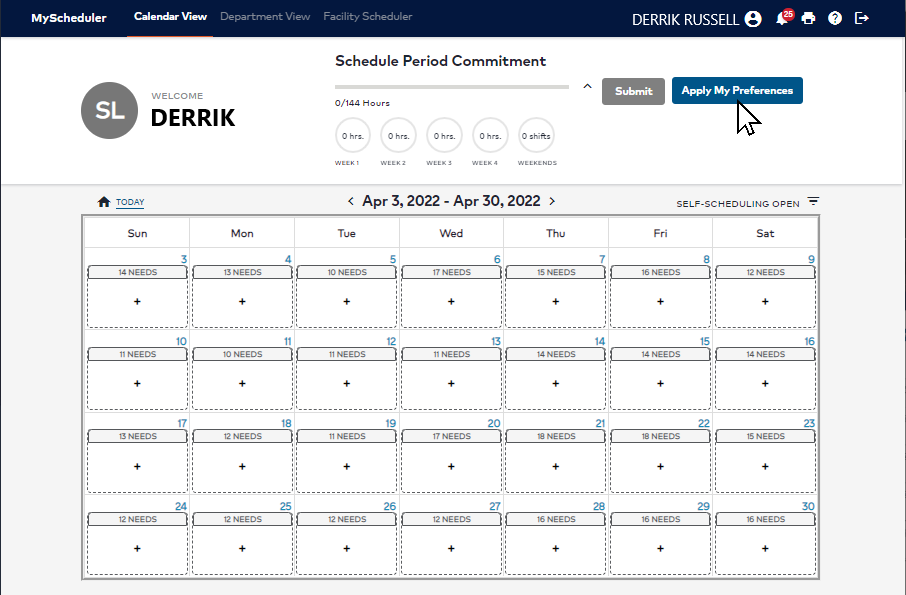 MyScheduler Calendar View Department View Facility Scheduler DERRIK RUSSELL 25 ?
Schedule Period Commitment
SL WELCOME
DERRIK
0/144 Hours
Submit Apply My Preferences
0 hrs. 0 hrs. 0 hrs. 0 hrs. 0 shifts
WEEK 1 WEEK 2 WEEK 3 WEEK 4 WEEKENDS
TODAY < Apr 3, 2022 - Apr 30, 2022 > SELF-SCHEDULING OPEN
Sun Mon Tue Wed Thu Fri Sat
3 4 5 6 7 8 9
14 NEEDS 13 NEEDS 10 NEEDS 17 NEEDS 15 NEEDS 16 NEEDS 12 NEEDS
+ + + + + + +
10 11 12 13 14 15 16
11 NEEDS 10 NEEDS 11 NEEDS 11 NEEDS 14 NEEDS 14 NEEDS 14 NEEDS
+ + + + + + +
17 18 19 20 21 22 23
13 NEEDS 12 NEEDS 11 NEEDS 17 NEEDS 18 NEEDS 18 NEEDS 15 NEEDS
+ + + + + + +
24 25 26 27 28 29 30
12 NEEDS 12 NEEDS 12 NEEDS 12 NEEDS 16 NEEDS 16 NEEDS 16 NEEDS
+ + + + + + +